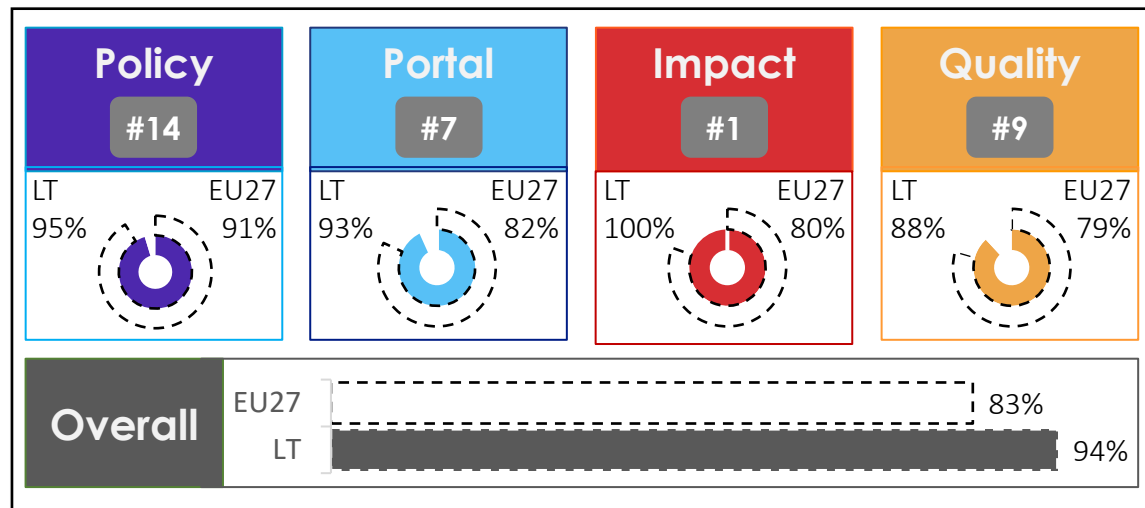 Policy
#14
LT EU27
95% 91%
Portal
#7
LT EU27
93% 82%
Impact
#1
LT EU27
100% 80%
Quality
#9
LT EU27
88% 79%
Overall
EU27 83%
LT 94%